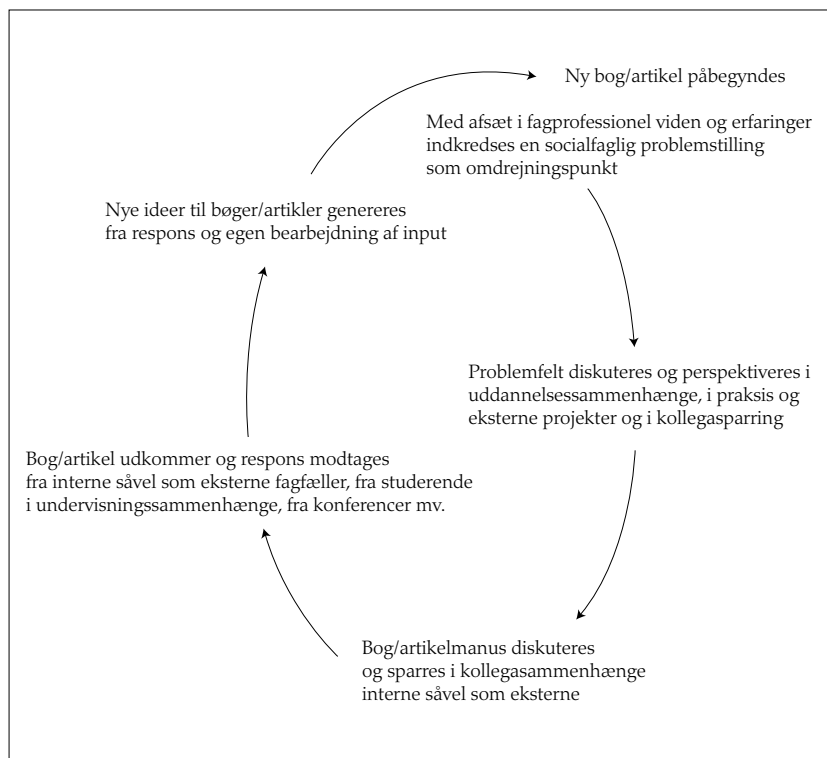 Ny bog/artikel påbegyndes
Med afsæt i fagprofessionel viden og erfaringer
indkredses en socialfaglig problemstilling
som omdrejningspunkt
Problemfelt diskuteres og perspektiveres i
uddannelsessammenhænge, i praksis og
eksterne projekter og i kollegasparring
Bog/artikelmanus diskuteres
og sparres i kollegasammenhænge
interne såvel som eksterne
Bog/artikel udkommer og respons modtages
fra interne såvel som eksterne fagfæller, fra studerende
i undervisningssammenhænge, fra konferencer mv.
Nye ideer til bøger/artikler genereres
fra respons og egen bearbejdning af input